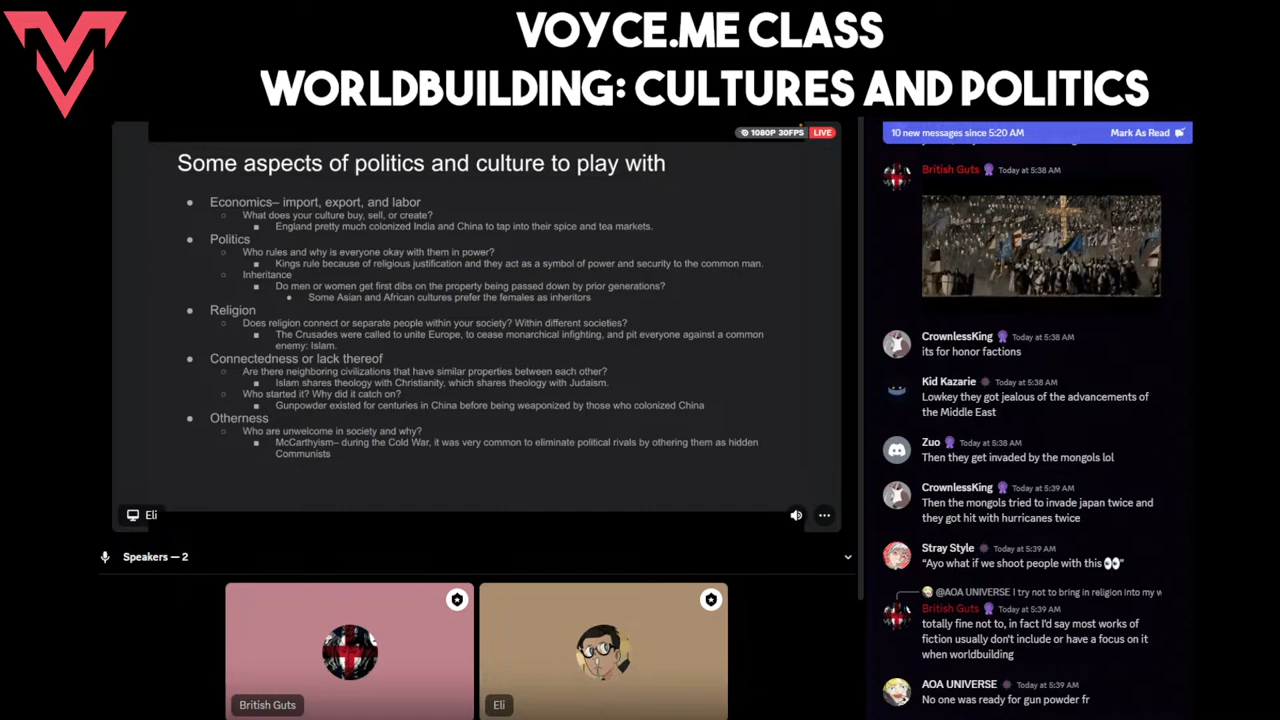 VOYCE.ME CLASS
WORLDBUILDING: CULTURES AND POLITICS
1080P 30FPS LIVE
Some aspects of politics and culture to play with
● Economics– import, export, and labor
○ What does your culture buy, sell, or create?
■ England pretty much colonized India and China to tap into their spice and tea markets.
● Politics
○ Who rules and why is everyone okay with them in power?
■ Kings rule because of religious justification and they act as a symbol of power and security to the common man.
○ Inheritance
■ Do men or women get first dibs on the property being passed down by prior generations?
● Some Asian and African cultures prefer the females as inheritors
● Religion
○ Does religion connect or separate people within your society? Within different societies?
■ The Crusades were called to unite Europe, to cease monarchical infighting, and pit everyone against a common
enemy: Islam.
● Connectedness or lack thereof
○ Are there neighboring civilizations that have similar properties between each other?
■ Islam shares theology with Christianity, which shares theology with Judaism.
○ Who started it? Why did it catch on?
■ Gunpowder existed for centuries in China before being weaponized by those who colonized China
● Otherness
○ Who are unwelcome in society and why?
■ McCarthyism– during the Cold War, it was very common to eliminate political rivals by othering them as hidden
Communists
Eli
Speakers — 2
British Guts
Eli
10 new messages since 5:20 AM Mark As Read
British Guts Today at 5:38 AM
CrownlessKing Today at 5:38 AM
its for honor factions
Kid Kazarie Today at 5:38 AM
Lowkey they got jealous of the advancements of
the Middle East
Zuo Today at 5:38 AM
Then they get invaded by the mongols lol
CrownlessKing Today at 5:39 AM
Then the mongols tried to invade japan twice and
they got hit with hurricanes twice
Stray Style Today at 5:39 AM
“Ayo what if we shoot people with this 👀”
@AOA UNIVERSE I try not to bring in religion into my w
British Guts Today at 5:39 AM
totally fine not to, in fact I'd say most works of
fiction usually don't include or have a focus on it
when worldbuilding
AOA UNIVERSE Today at 5:39 AM
No one was ready for gun powder fr